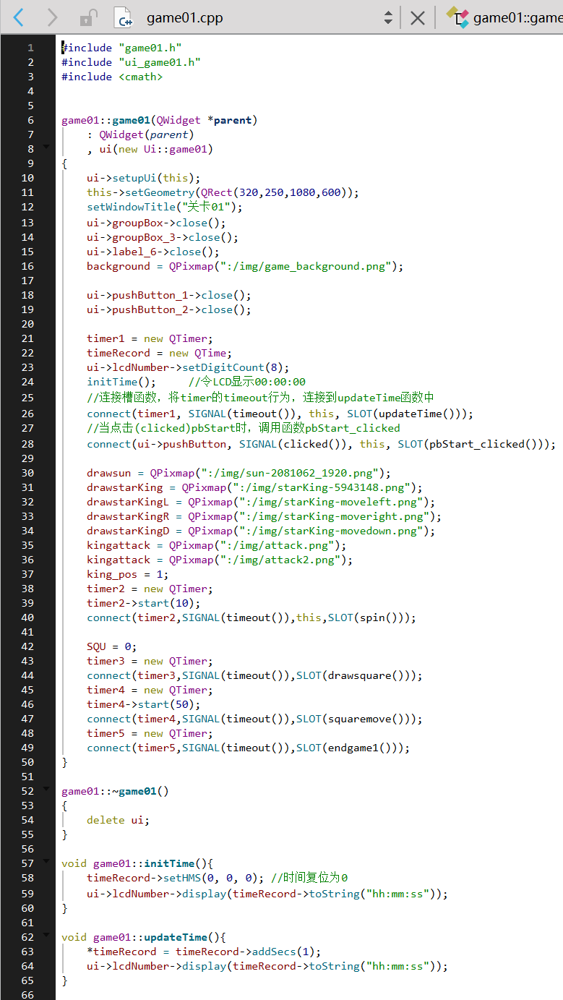 game01.cpp game01::game
1 #include "game01.h"
2 #include "ui_game01.h"
3 #include <cmath>
4
5
6 game01::game01(QWidget *parent)
7     : QWidget(parent)
8     , ui(new Ui::game01)
9 {
10     ui->setupUi(this);
11     this->setGeometry(QRect(320,250,1080,600));
12     setWindowTitle("关卡01");
13     ui->groupBox->close();
14     ui->groupBox_3->close();
15     ui->label_6->close();
16     background = QPixmap(":/img/game_background.png");
17
18     ui->pushButton_1->close();
19     ui->pushButton_2->close();
20
21     timer1 = new QTimer;
22     timeRecord = new QTime;
23     ui->lcdNumber->setDigitCount(8);
24     initTime();     //令LCD显示00:00:00
25     //连接槽函数，将timer的timeout行为，连接到updateTime函数中
26     connect(timer1, SIGNAL(timeout()), this, SLOT(updateTime()));
27     //当点击(clicked)pbStart时，调用函数pbStart_clicked
28     connect(ui->pushButton, SIGNAL(clicked()), this, SLOT(pbStart_clicked()));
29
30     drawsun = QPixmap(":/img/sun-2081062_1920.png");
31     drawstarKing = QPixmap(":/img/starKing-5943148.png");
32     drawstarKingL = QPixmap(":/img/starKing-moveleft.png");
33     drawstarKingR = QPixmap(":/img/starKing-moveright.png");
34     drawstarKingD = QPixmap(":/img/starKing-movedown.png");
35     kingattack = QPixmap(":/img/attack.png");
36     kingattack = QPixmap(":/img/attack2.png");
37     king_pos = 1;
38     timer2 = new QTimer;
39     timer2->start(10);
40     connect(timer2,SIGNAL(timeout()),this,SLOT(spin()));
41
42     SQU = 0;
43     timer3 = new QTimer;
44     connect(timer3,SIGNAL(timeout()),SLOT(drawsquare()));
45     timer4 = new QTimer;
46     timer4->start(50);
47     connect(timer4,SIGNAL(timeout()),SLOT(squaremove()));
48     timer5 = new QTimer;
49     connect(timer5,SIGNAL(timeout()),SLOT(endgame1()));
50 }
51
52 game01::~game01()
53 {
54     delete ui;
55 }
56
57 void game01::initTime(){
58     timeRecord->setHMS(0, 0, 0); //时间复位为0
59     ui->lcdNumber->display(timeRecord->toString("hh:mm:ss"));
60 }
61
62 void game01::updateTime(){
63     *timeRecord = timeRecord->addSecs(1);
64     ui->lcdNumber->display(timeRecord->toString("hh:mm:ss"));
65 }
66